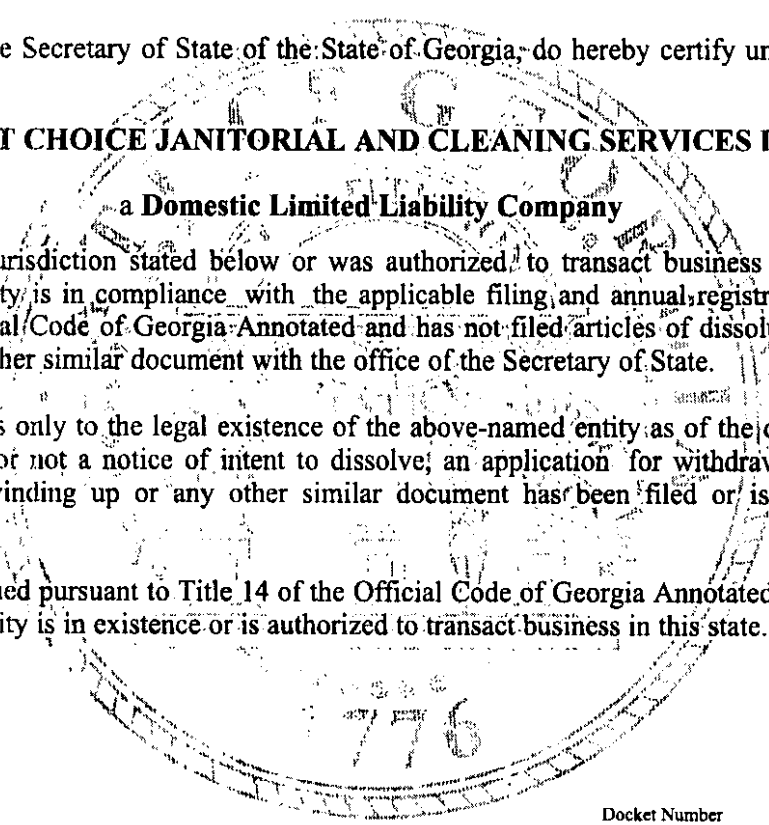 e Secretary of State of the State of Georgia, do hereby certify un
T CHOICE JANITORIAL AND CLEANING SERVICES
a Domestic Limited Liability Company
urisdiction stated below or was authorized to transact business
ty is in compliance with the applicable filing and annual registr
al Code of Georgia Annotated and has not filed articles of dissol
her similar document with the office of the Secretary of State.
s only to the legal existence of the above-named entity as of the
or not a notice of intent to dissolve, an application for withdrav
vinding up or any other similar document has been filed or is
ued pursuant to Title 14 of the Official Code of Georgia Annotated
ity is in existence or is authorized to transact business in this state.
776
Docket Number